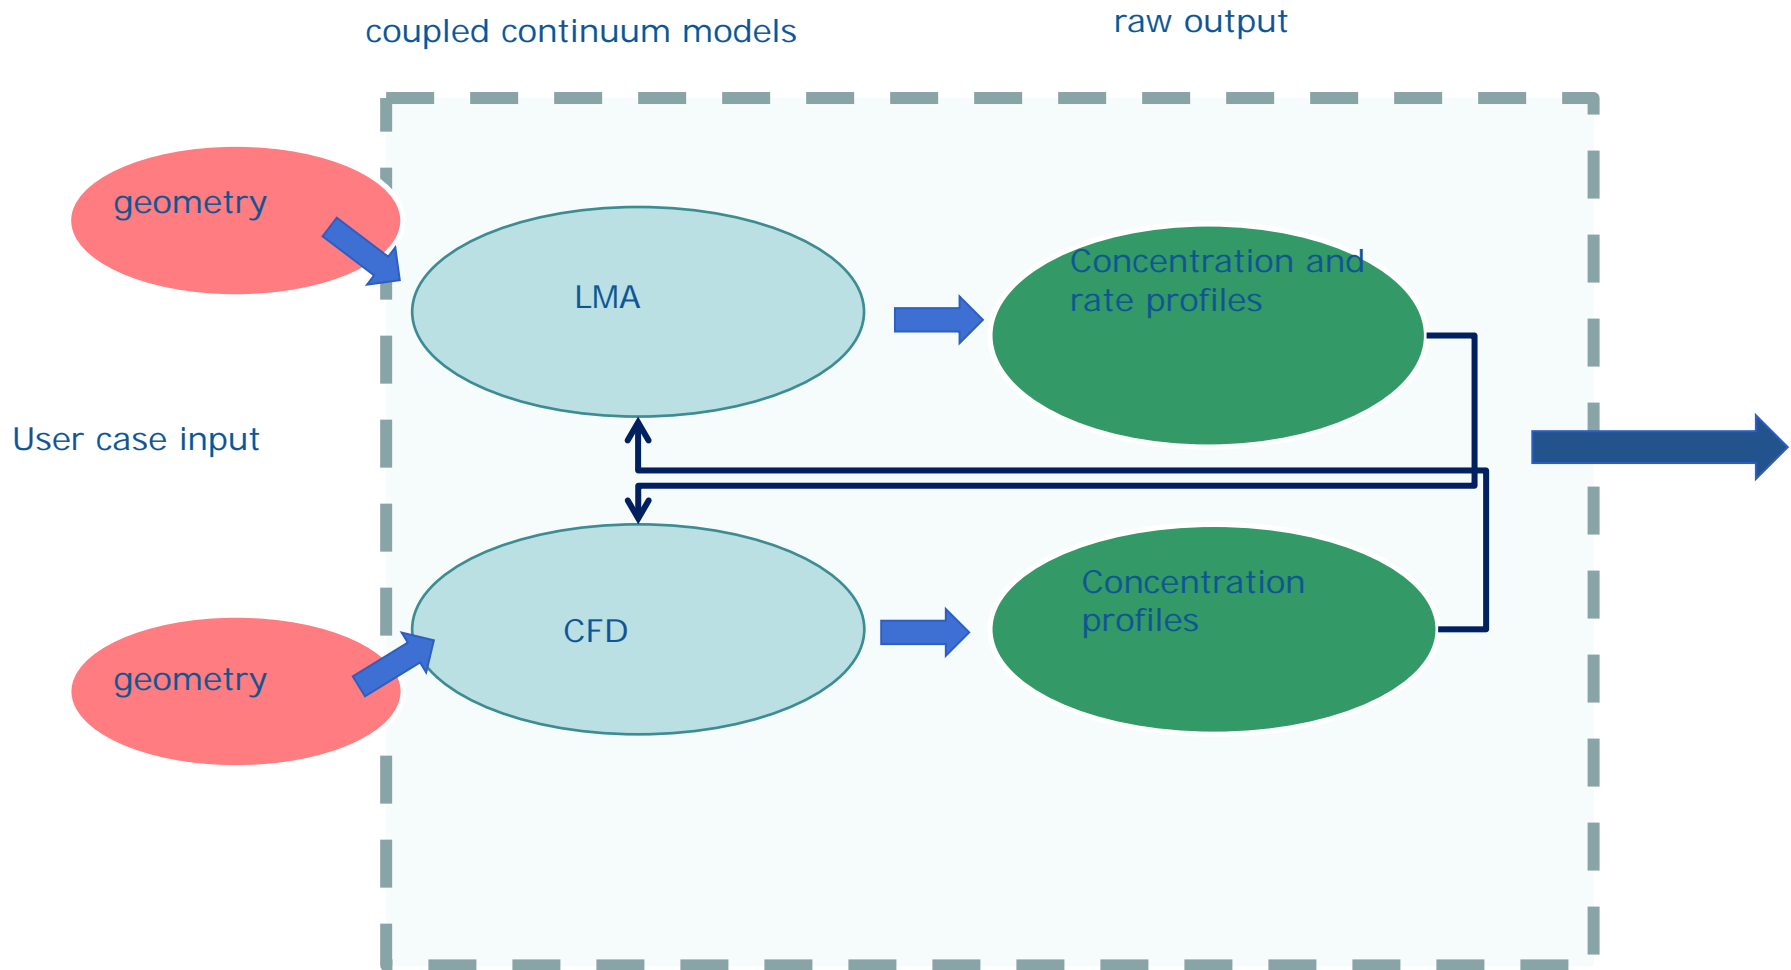 coupled continuum models
raw output
geometry
LMA
Concentration and
rate profiles
User case input
geometry
CFD
Concentration
profiles